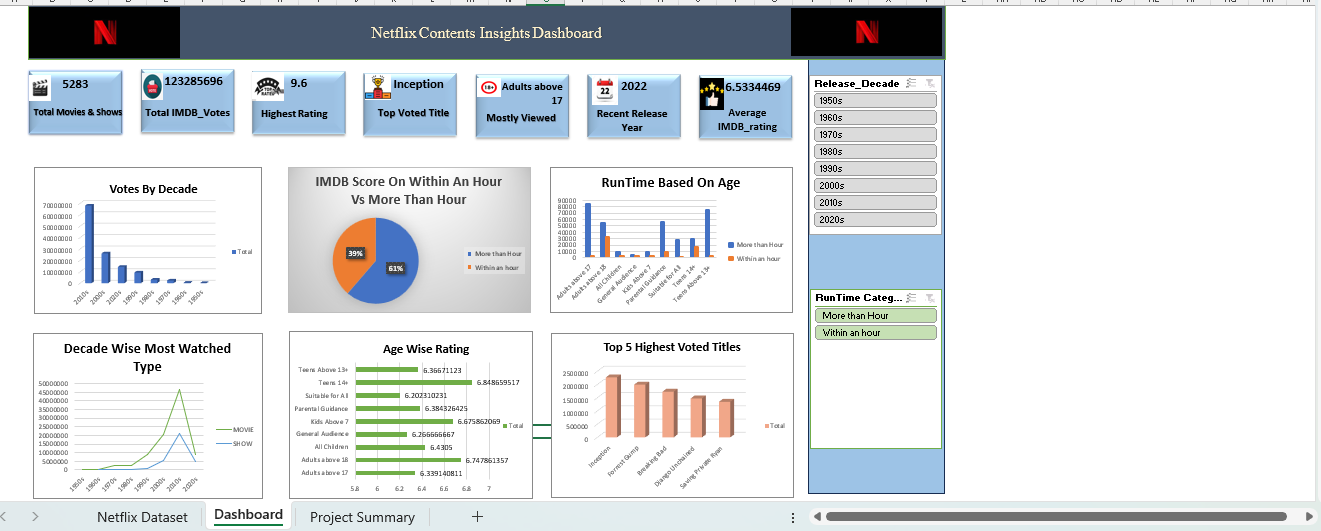 Netflix Contents Insights Dashboard
5283
Total Movies & Shows
123285696
Total IMDB_Votes
9.6
Highest Rating
Inception
Top Voted Title
18+
Adults above
17
Mostly Viewed
22
2022
Recent Release
Year
6.5334469
Average
IMDB_rating
Release_Decade
1950s
1960s
1970s
1980s
1990s
2000s
2010s
2020s
Votes By Decade
70000000
60000000
50000000
40000000
30000000
20000000
10000000
0
2010s
2000s
2020s
1990s
1980s
1970s
1960s
1950s
Total
IMDB Score On Within An Hour
Vs More Than Hour
39%
61%
More than Hour
Within an hour
RunTime Based On Age
90000
80000
70000
60000
50000
40000
30000
20000
10000
0
Adults above 17
Adults above 18
All Children
General Audience
Kids Above 7
Parental Guidance
Suitable for All
Teens 14+
Teens Above 13+
More than Hour
Within an hour
RunTime Categ...
More than Hour
Within an hour
Decade Wise Most Watched
Type
50000000
45000000
40000000
35000000
30000000
25000000
20000000
15000000
10000000
5000000
0
1950s
1960s
1970s
1980s
1990s
2000s
2010s
2020s
MOVIE
SHOW
Age Wise Rating
Teens Above 13+ 6.36671123
Teens 14+ 6.848659517
Suitable for All 6.202310231
Parental Guidance 6.384326425
Kids Above 7 6.675862069
General Audience 6.266666667
All Children 6.4305
Adults above 18 6.747861357
Adults above 17 6.339140811
5.8 6 6.2 6.4 6.6 6.8 7
Total
Top 5 Highest Voted Titles
2500000
2000000
1500000
1000000
500000
0
Inception
Forrest Gump
Breaking Bad
Django Unchained
Saving Private Ryan
Total
Netflix Dataset
Dashboard
Project Summary